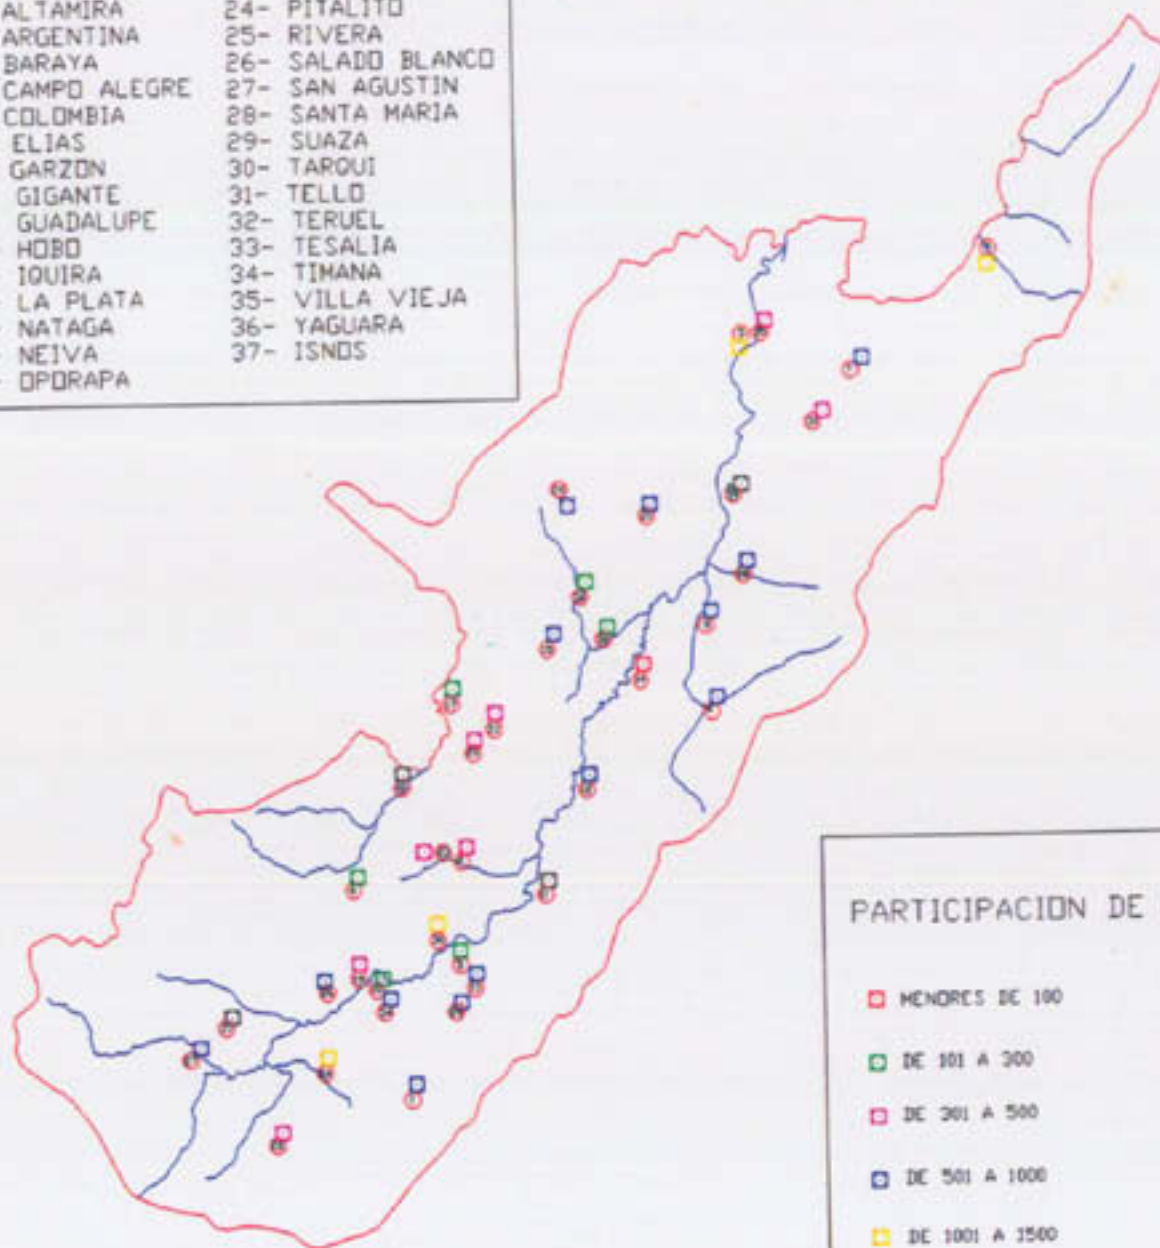 ALTAMIRA 24- PITALITO
ARGENTINA 25- RIVERA
BARAYA 26- SALADO BLANCO
CAMPO ALEGRE 27- SAN AGUSTIN
COLOMBIA 28- SANTA MARIA
ELIAS 29- SUAZA
GARZON 30- TARQUI
GIGANTE 31- TELLO
GUADALUPE 32- TERUEL
HOBO 33- TESALIA
IQUIRA 34- TIMANA
LA PLATA 35- VILLA VIEJA
NATAGA 36- YAGUARA
NEIVA 37- ISNOS
OPORAPA
PARTICIPACION DE
MENORES DE 100
DE 101 A 300
DE 301 A 500
DE 501 A 1000
DE 1001 A 1500